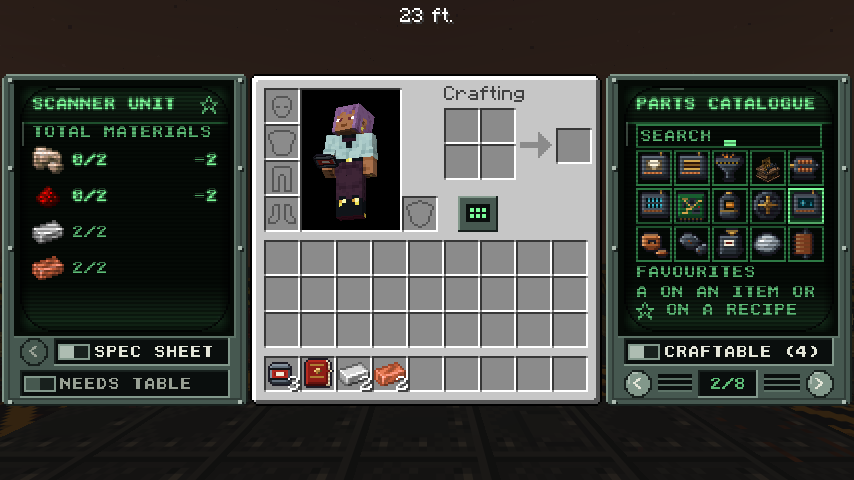 23 ft.
SCANNER UNIT
TOTAL MATERIALS
0/2 -2
0/2 -2
2/2
2/2
< SPEC SHEET
NEEDS TABLE
Crafting
3 2 2
PARTS CATALOGUE
SEARCH
FAVOURITES
A ON AN ITEM OR
☆ ON A RECIPE
CRAFTABLE (4)
< 2/8 >